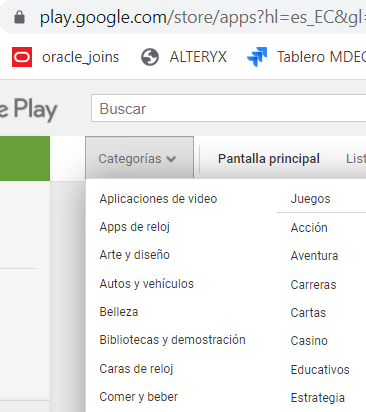 play.google.com/store/apps?hl=es_EC&gl=
oracle_joins ALTERYX Tablero MDEC
e Play
Buscar
Categorías Pantalla principal List
Aplicaciones de video Juegos
Apps de reloj Acción
Arte y diseño Aventura
Autos y vehículos Carreras
Belleza Cartas
Bibliotecas y demostración Casino
Caras de reloj Educativos
Comer y beber Estrategia